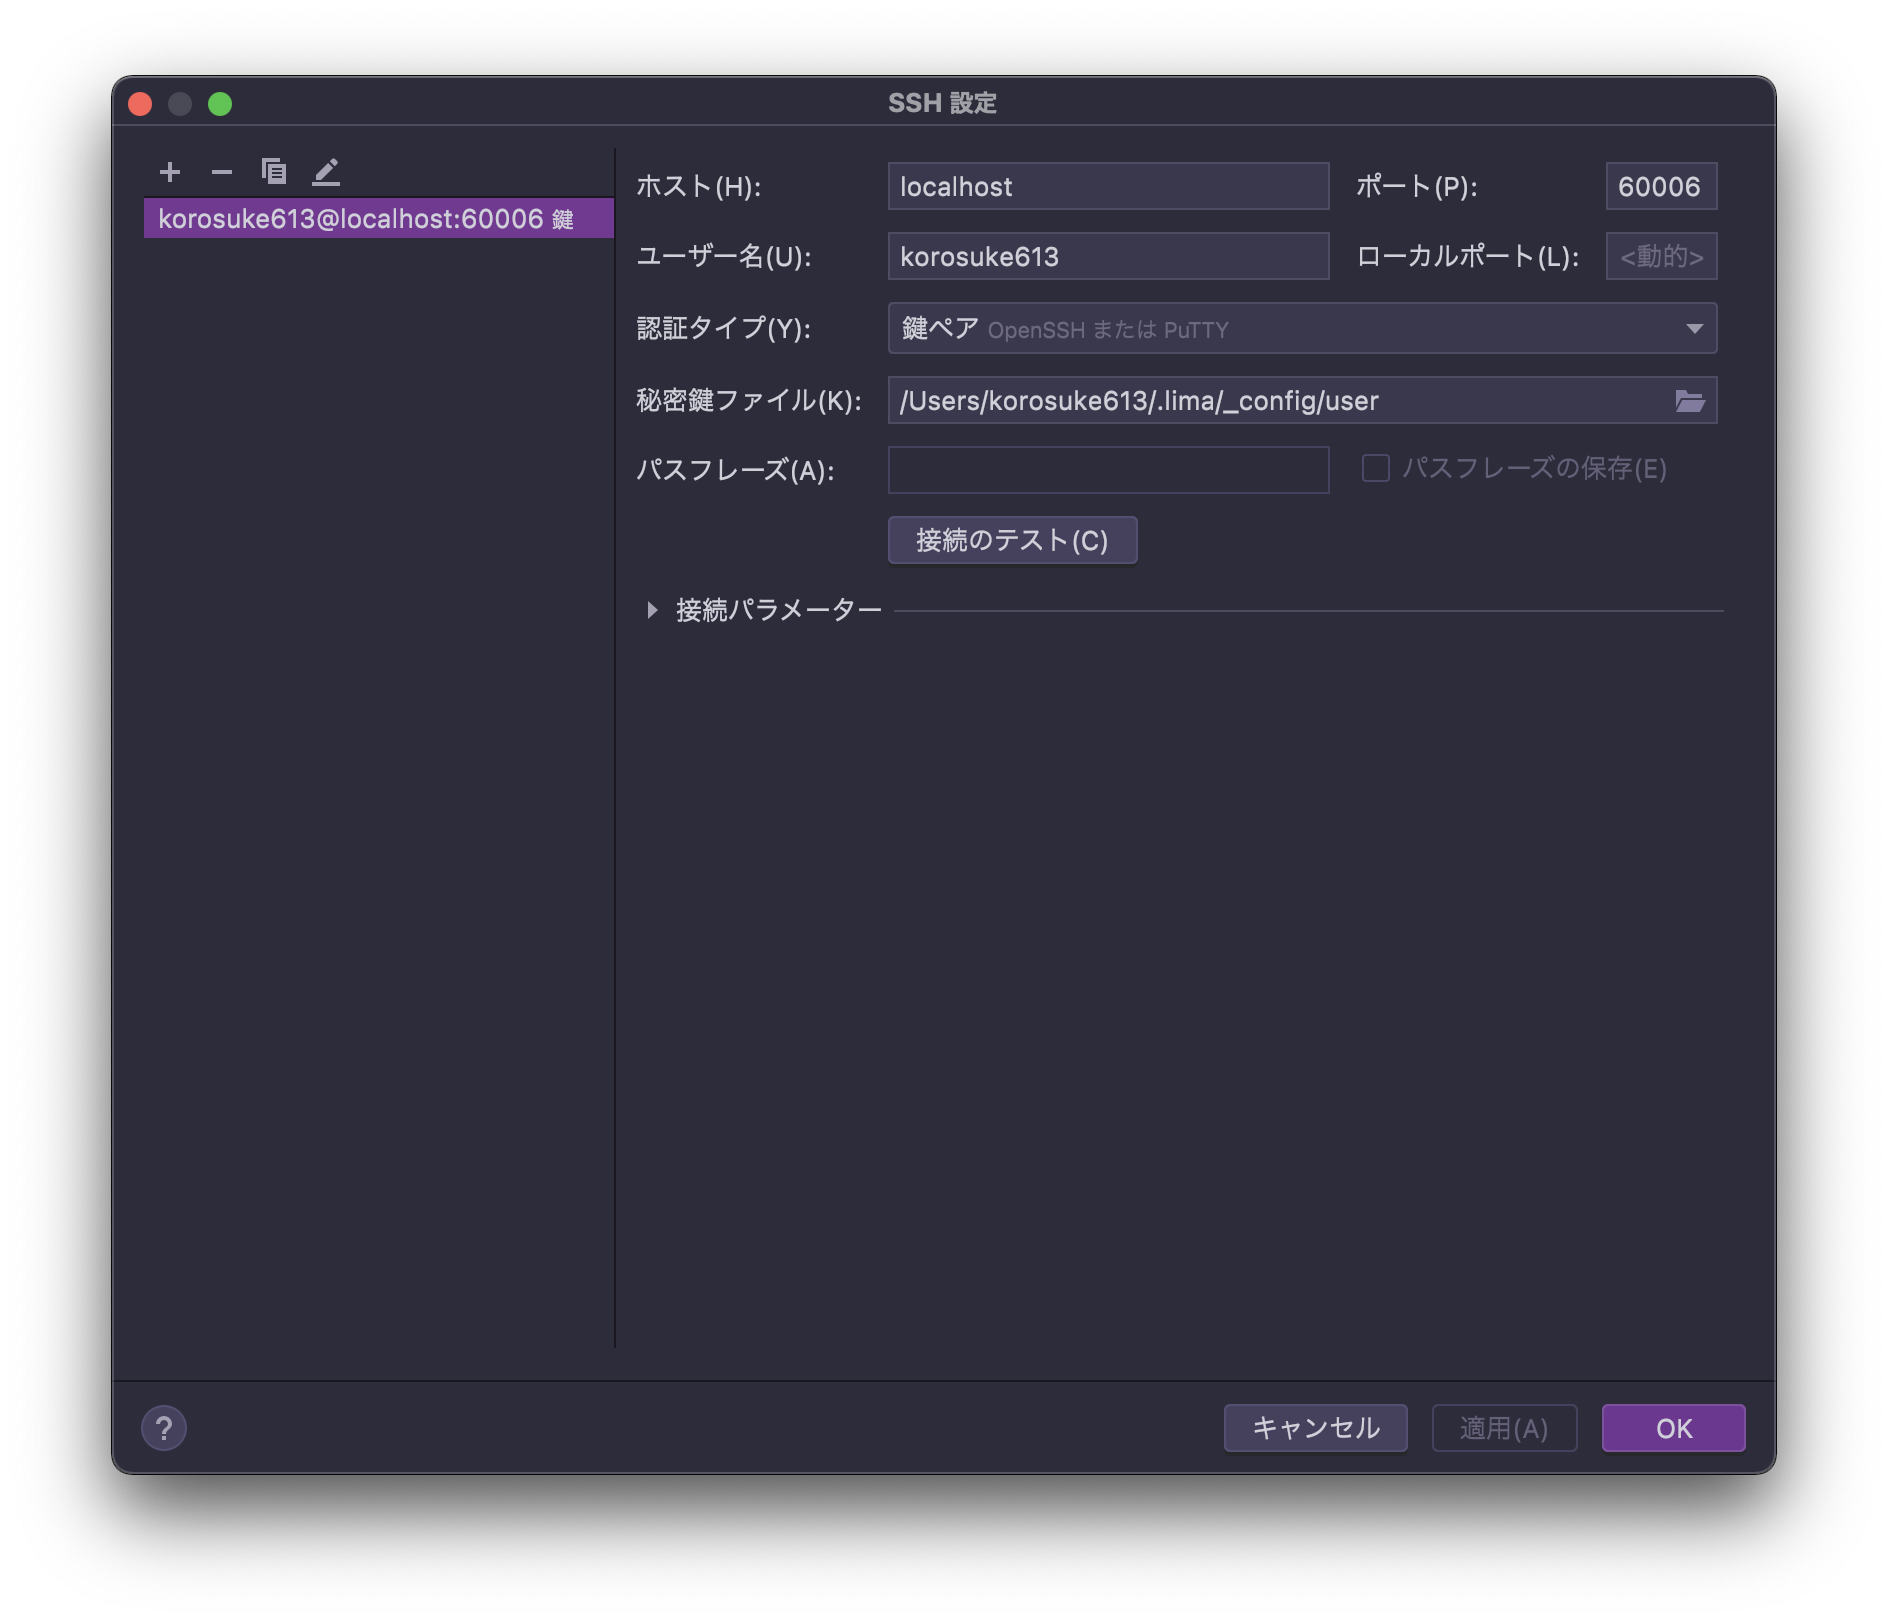 SSH 設定
korosuke613@localhost:60006 鍵
ホスト(H): localhost ポート(P): 60006
ユーザー名(U): korosuke613 ローカルポート(L): <動的>
認証タイプ(Y): 鍵ペア OpenSSH または PuTTY
秘密鍵ファイル(K): /Users/korosuke613/.lima/_config/user
パスフレーズ(A): パスフレーズの保存(E)
接続のテスト(C)
接続パラメーター
? キャンセル 適用(A) OK